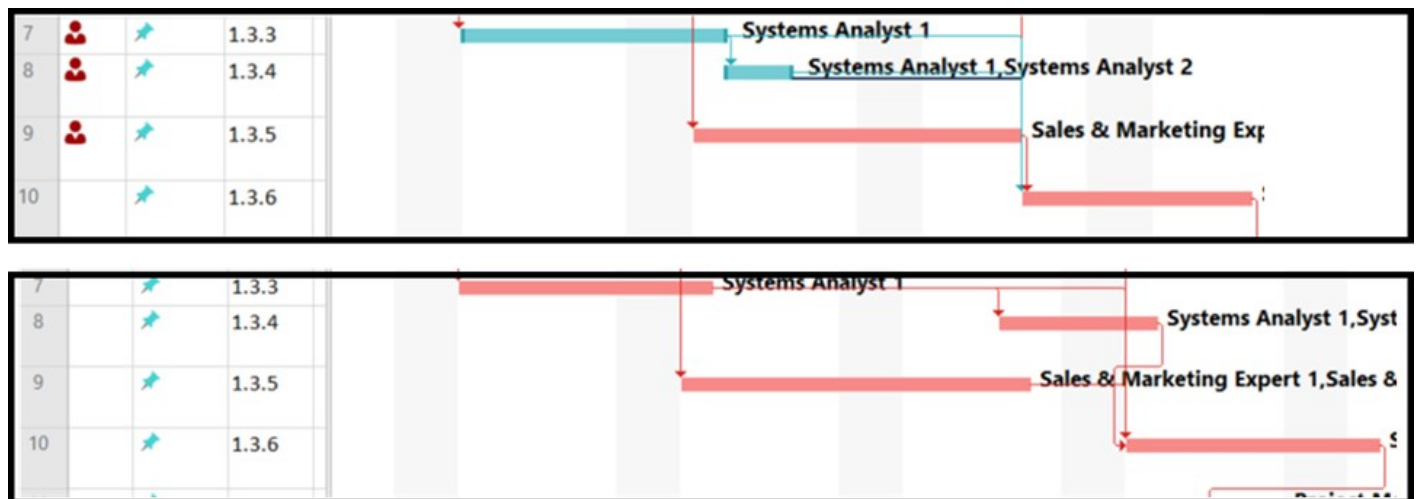 7 1.3.3 Systems Analyst 1
8 1.3.4 Systems Analyst 1,Systems Analyst 2
9 1.3.5 Sales & Marketing Exp
10 1.3.6
7 1.3.3 Systems Analyst 1
8 1.3.4 Systems Analyst 1,Syst
9 1.3.5 Sales & Marketing Expert 1,Sales &
10 1.3.6 S
Project M